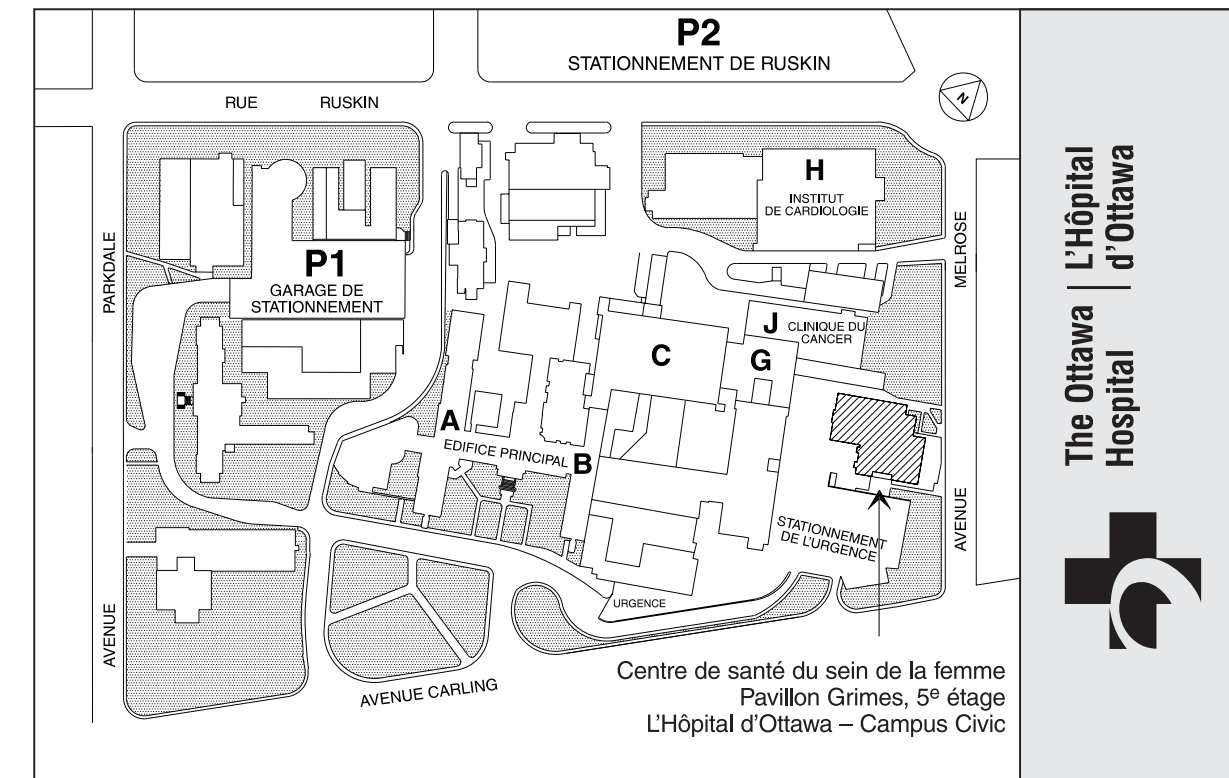 P2
STATIONNEMENT DE RUSKIN
RUE RUSKIN
N
H
INSTITUT
DE CARDIOLOGIE
PARKDALE
P1
GARAGE DE
STATIONNEMENT
MELROSE
J CLINIQUE DU
CANCER
C
G
A
EDIFICE PRINCIPAL
B
STATIONNEMENT
DE L'URGENCE
AVENUE
URGENCE
AVENUE
AVENUE CARLING
Centre de santé du sein de la femme
Pavillon Grimes, 5e étage
L'Hôpital d'Ottawa – Campus Civic
The Ottawa | L'Hôpital
Hospital | d'Ottawa